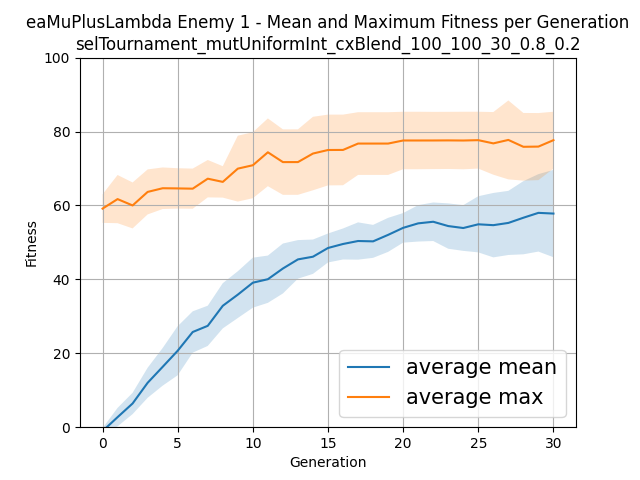 eaMuPlusLambda Enemy 1 - Mean and Maximum Fitness per Generation
selTournament_mutUniformInt_cxBlend_100_100_30_0.8_0.2
100
80
60
40
20
0
Fitness
0 5 10 15 20 25 30
Generation
average mean
average max